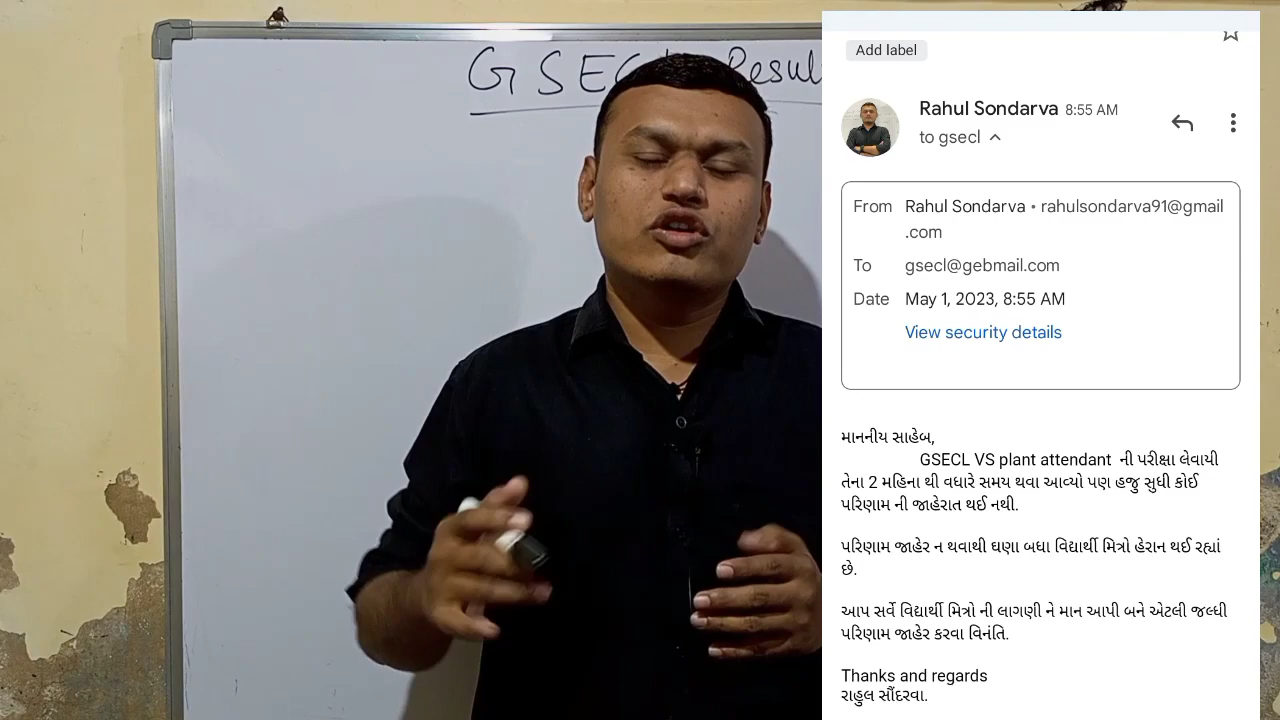 GSEC Resul
Add label
Rahul Sondarva 8:55 AM
to gsecl
From Rahul Sondarva • rahulsondarva91@gmail
.com
To gsecl@gebmail.com
Date May 1, 2023, 8:55 AM
View security details
માનનીય સાહેબ,
GSECL VS plant attendant ની પરીક્ષા લેવાયી
તેના 2 મહિના થી વધારે સમય થવા આવ્યો પણ હજુ સુધી કોઈ
પરિણામ ની જાહેરાત થઈ નથી.
પરિણામ જાહેર ન થવાથી ઘણા બધા વિદ્યાર્થી મિત્રો હેરાન થઈ રહ્યાં
છે.
આપ સર્વે વિદ્યાર્થી મિત્રો ની લાગણી ને માન આપી બને એટલી જલ્ધી
પરિણામ જાહેર કરવા વિનંતિ.
Thanks and regards
રાહુલ સૌંદરવા.